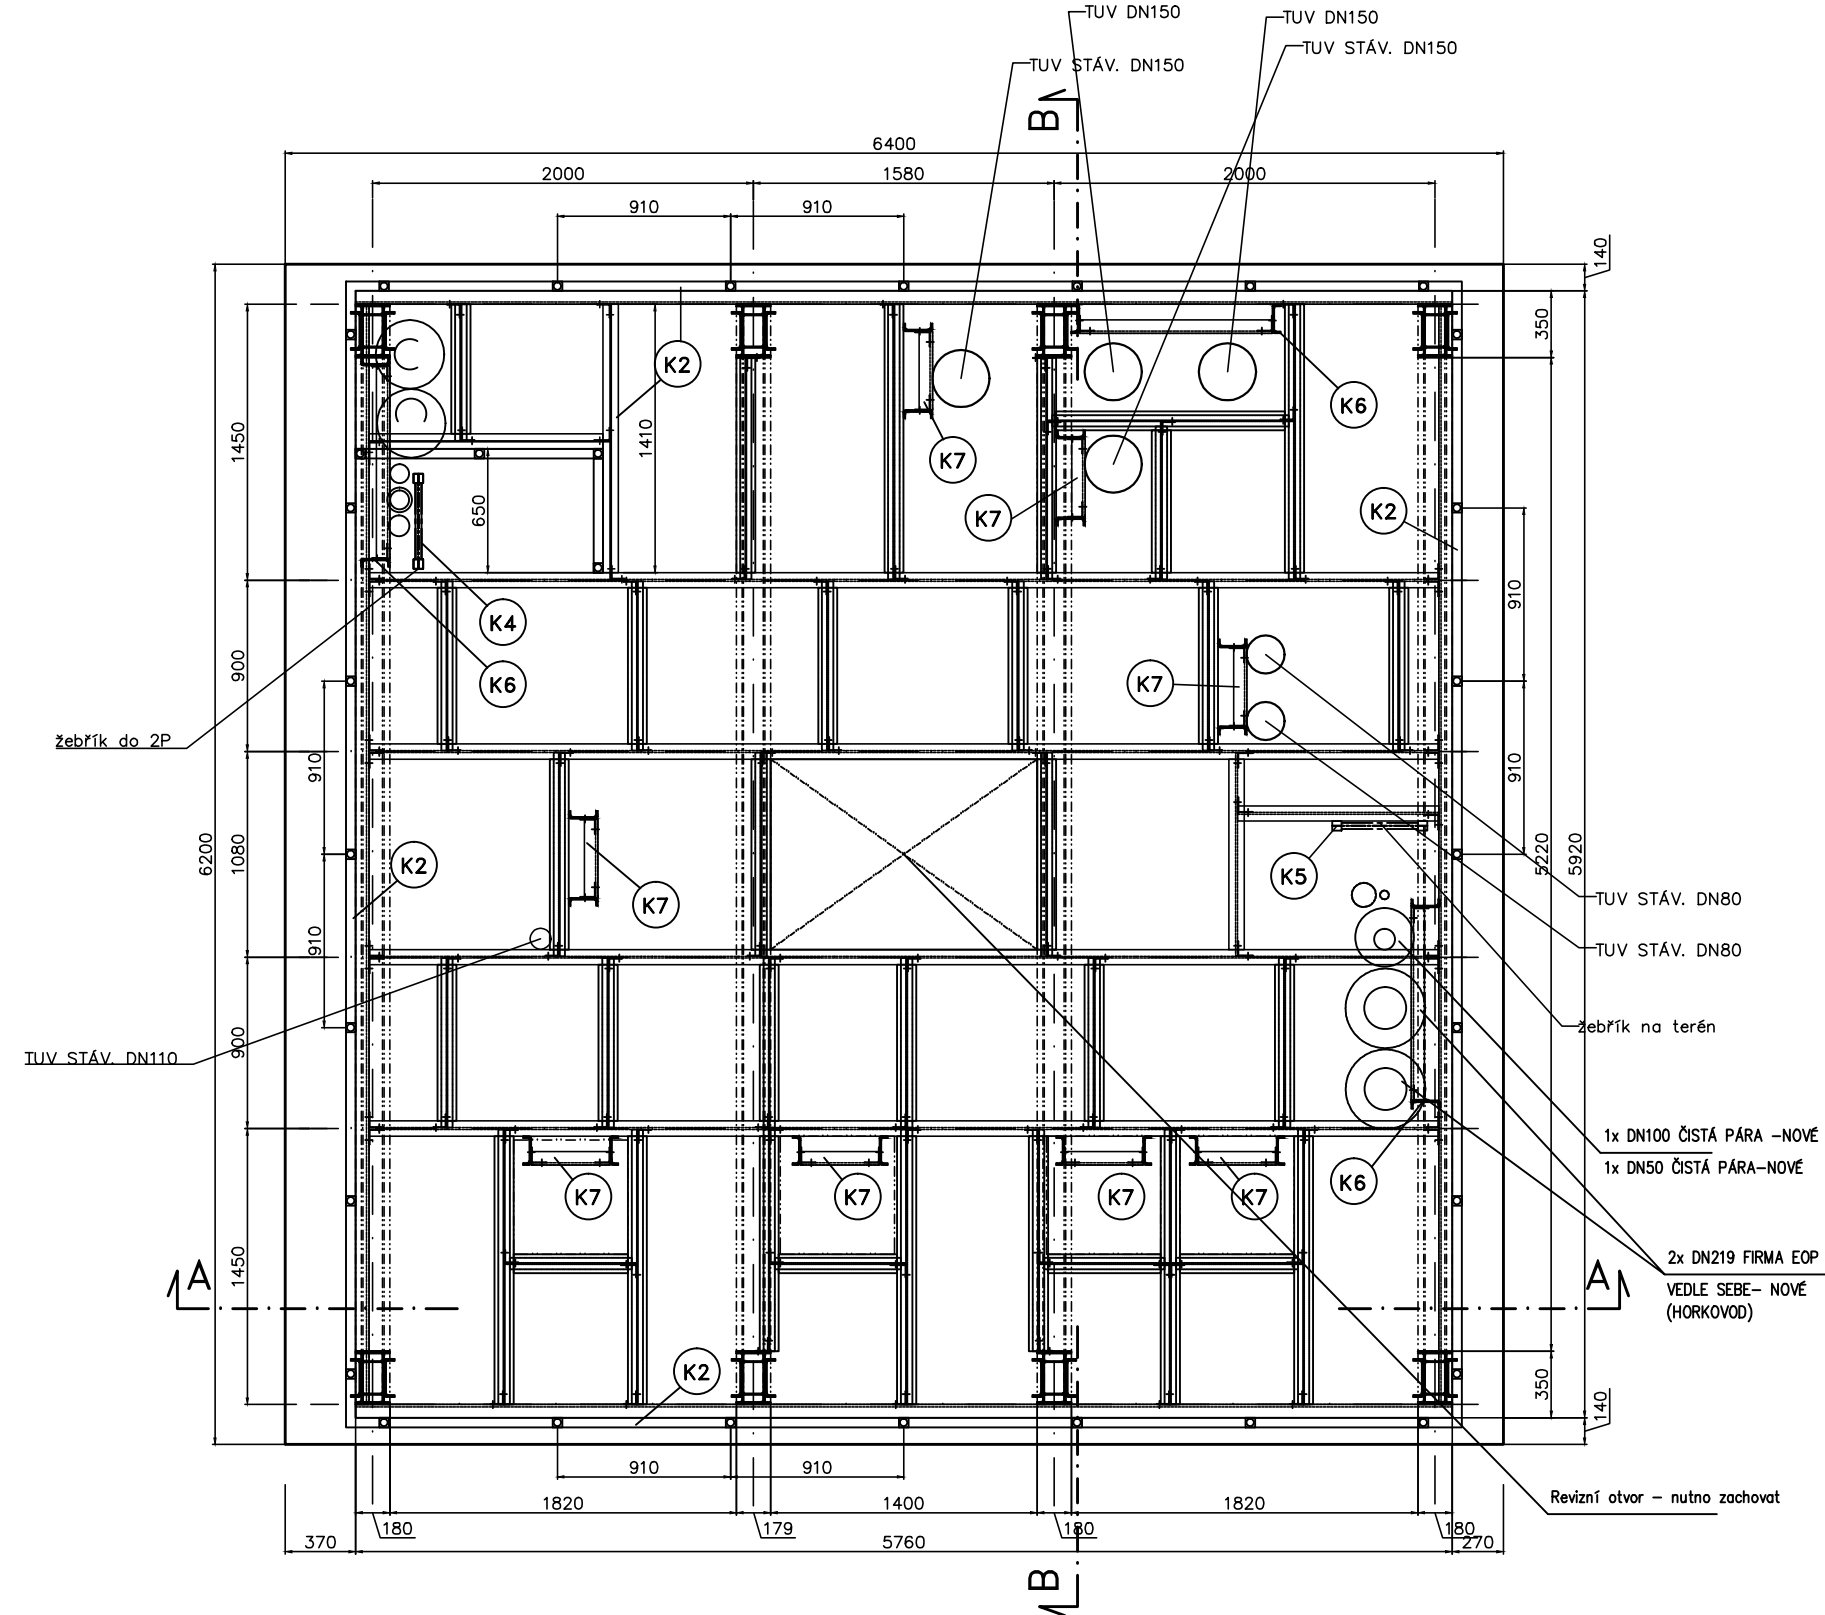 TUV DN150
TUV DN150
TUV STÁV. DN150
TUV STÁV. DN150
B
6400
2000
1580
2000
910
910
140
350
K2
K6
1450
1410
K7
650
K7
K2
910
K4
900
K6
K7
žebřík do 2P
910
910
6200
1080
5220
5920
K2
K5
K7
TUV STÁV. DN80
910
TUV STÁV. DN80
žebřík na terén
900
TUV STÁV. DN110
1x DN100 ČISTÁ PÁRA -NOVÉ
1x DN50 ČISTÁ PÁRA-NOVÉ
K7
K7
K7
K7
K6
1450
2x DN219 FIRMA EOP
VEDLE SEBE- NOVÉ
(HORKOVOD)
A
A
K2
350
140
910
910
Revizní otvor - nutno zachovat
1820
1400
1820
180
179
180
180
370
5760
270
B